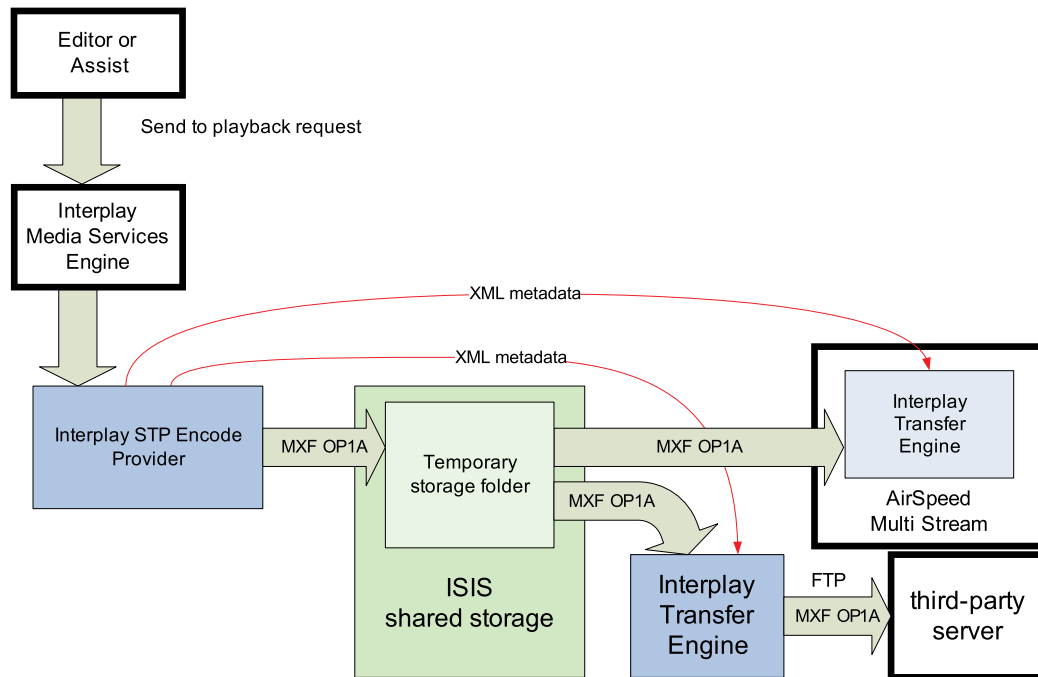 Editor or
Assist
Send to playback request
Interplay
Media Services
Engine
XML metadata
XML metadata
Interplay STP Encode
Provider
MXF OP1A
Temporary
storage folder
MXF OP1A
MXF OP1A
Interplay
Transfer
Engine
AirSpeed
Multi Stream
ISIS
shared storage
Interplay
Transfer
Engine
FTP
MXF OP1A
third-party
server